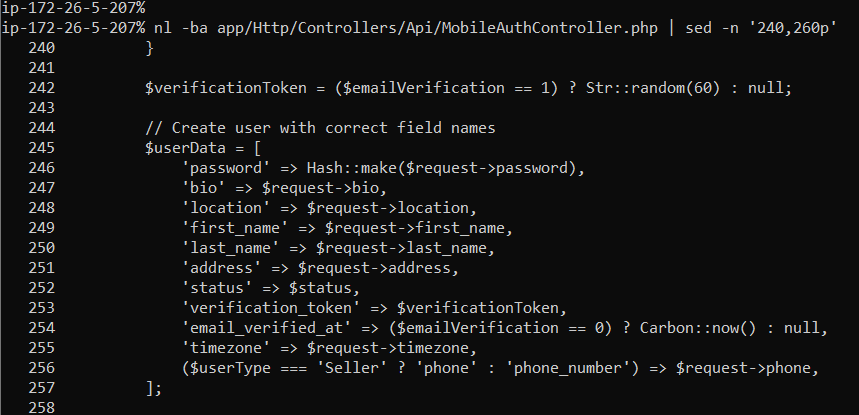 ip-172-26-5-207%
ip-172-26-5-207% nl -ba app/Http/Controllers/Api/MobileAuthController.php | sed -n '240,260p'
   240          }
   241
   242          $verificationToken = ($emailVerification == 1) ? Str::random(60) : null;
   243
   244          // Create user with correct field names
   245          $userData = [
   246              'password' => Hash::make($request->password),
   247              'bio' => $request->bio,
   248              'location' => $request->location,
   249              'first_name' => $request->first_name,
   250              'last_name' => $request->last_name,
   251              'address' => $request->address,
   252              'status' => $status,
   253              'verification_token' => $verificationToken,
   254              'email_verified_at' => ($emailVerification == 0) ? Carbon::now() : null,
   255              'timezone' => $request->timezone,
   256              ($userType === 'Seller' ? 'phone' : 'phone_number') => $request->phone,
   257          ];
   258